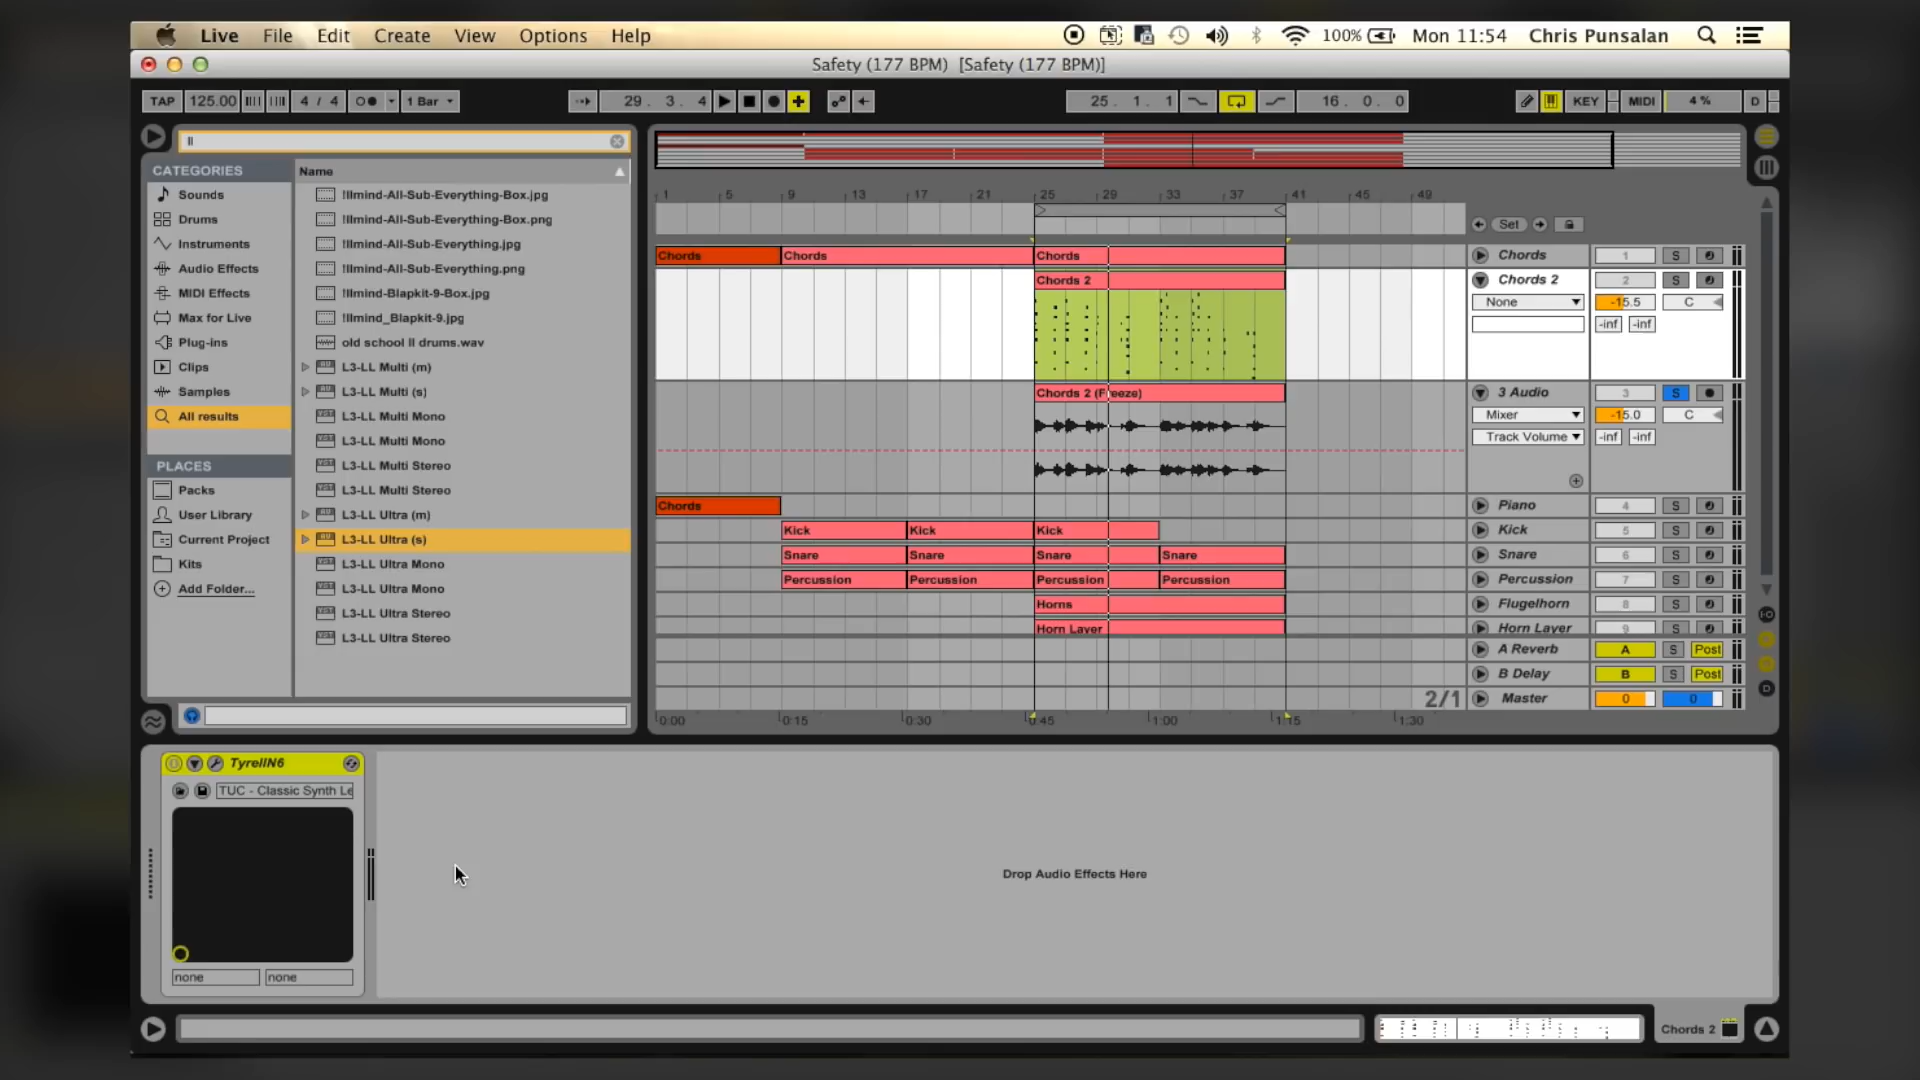 Live File Edit Create View Options Help 100% Mon 11:54 Chris Punsalan
Safety (177 BPM) [Safety (177 BPM)]
TAP 125.00 4 / 4 1 Bar 29. 3. 4 25. 1. 1 16. 0. 0 KEY MIDI 4 % D
ll
CATEGORIES
Sounds
Drums
Instruments
Audio Effects
MIDI Effects
Max for Live
Plug-ins
Clips
Samples
All results
PLACES
Packs
User Library
Current Project
Kits
Add Folder...
Name
!llmind-All-Sub-Everything-Box.jpg
!llmind-All-Sub-Everything-Box.png
!llmind-All-Sub-Everything.jpg
!llmind-All-Sub-Everything.png
!llmind-Blapkit-9-Box.jpg
!llmind_Blapkit-9.jpg
old school ll drums.wav
L3-LL Multi (m)
L3-LL Multi (s)
L3-LL Multi Mono
L3-LL Multi Mono
L3-LL Multi Stereo
L3-LL Multi Stereo
L3-LL Ultra (m)
L3-LL Ultra (s)
L3-LL Ultra Mono
L3-LL Ultra Mono
L3-LL Ultra Stereo
L3-LL Ultra Stereo
1 5 9 13 17 21 25 29 33 37 41 45 49
Set
Chords Chords Chords Chords 1 S
Chords 2 Chords 2 2 S
None -15.5 C
-inf -inf
Chords 2 (Freeze) 3 Audio 3 S
Mixer -15.0 C
Track Volume -inf -inf
Chords Piano 4 S
Kick Kick Kick Kick 5 S
Snare Snare Snare Snare Snare 6 S
Percussion Percussion Percussion Percussion Percussion 7 S
Horns Flugelhorn 8 S
Horn Layer Horn Layer 9 S
A Reverb A S Post
B Delay B S Post
2/1 Master 0 0
0:00 0:15 0:30 0:45 1:00 1:15 1:30
TyrellN6
TUC - Classic Synth Le
none none
Drop Audio Effects Here
Chords 2